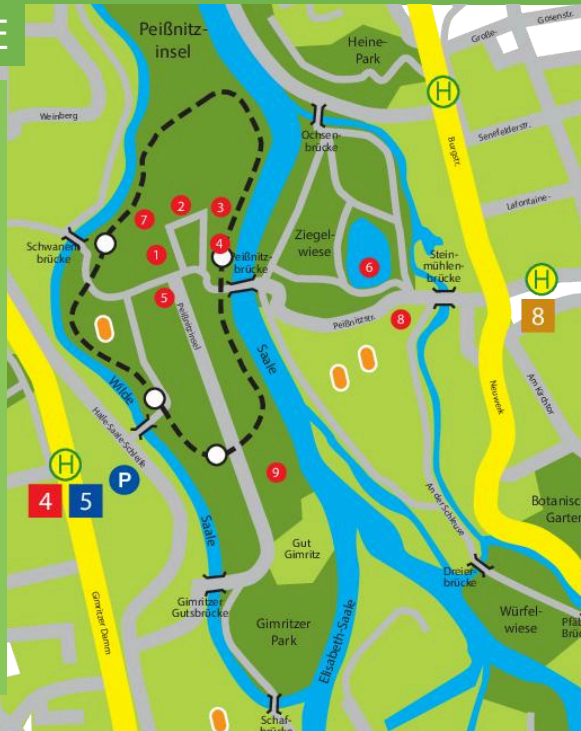 E
Peißnitz-
insel
Heine-
Park
Große-
Gosenstr.
H
Weinberg
Ochsen-
brücke
Burgstr.
Senefelderstr.
Lafontaine-
7
2
3
Schwanen-
brücke
1
4
Peißnitz-
brücke
Ziegel-
wiese
6
Stein-
mühlen-
brücke
H
8
5
Peißnitzinsel
Peißnitzstr.
8
Saale
Wilde
Saale
Halle-Saale-Schleife
Neuwerk
Am Kirchtor
H
4
5
P
9
An der Schleuse
Botanisc
Garten
Gut
Gimritz
Gimritzer Damm
Gimritzer
Gutsbrücke
Gimritzer
Park
Elisabeth-Saale
Dreier-
brücke
Würfel-
wiese
Brüc
Schaf-
brücke